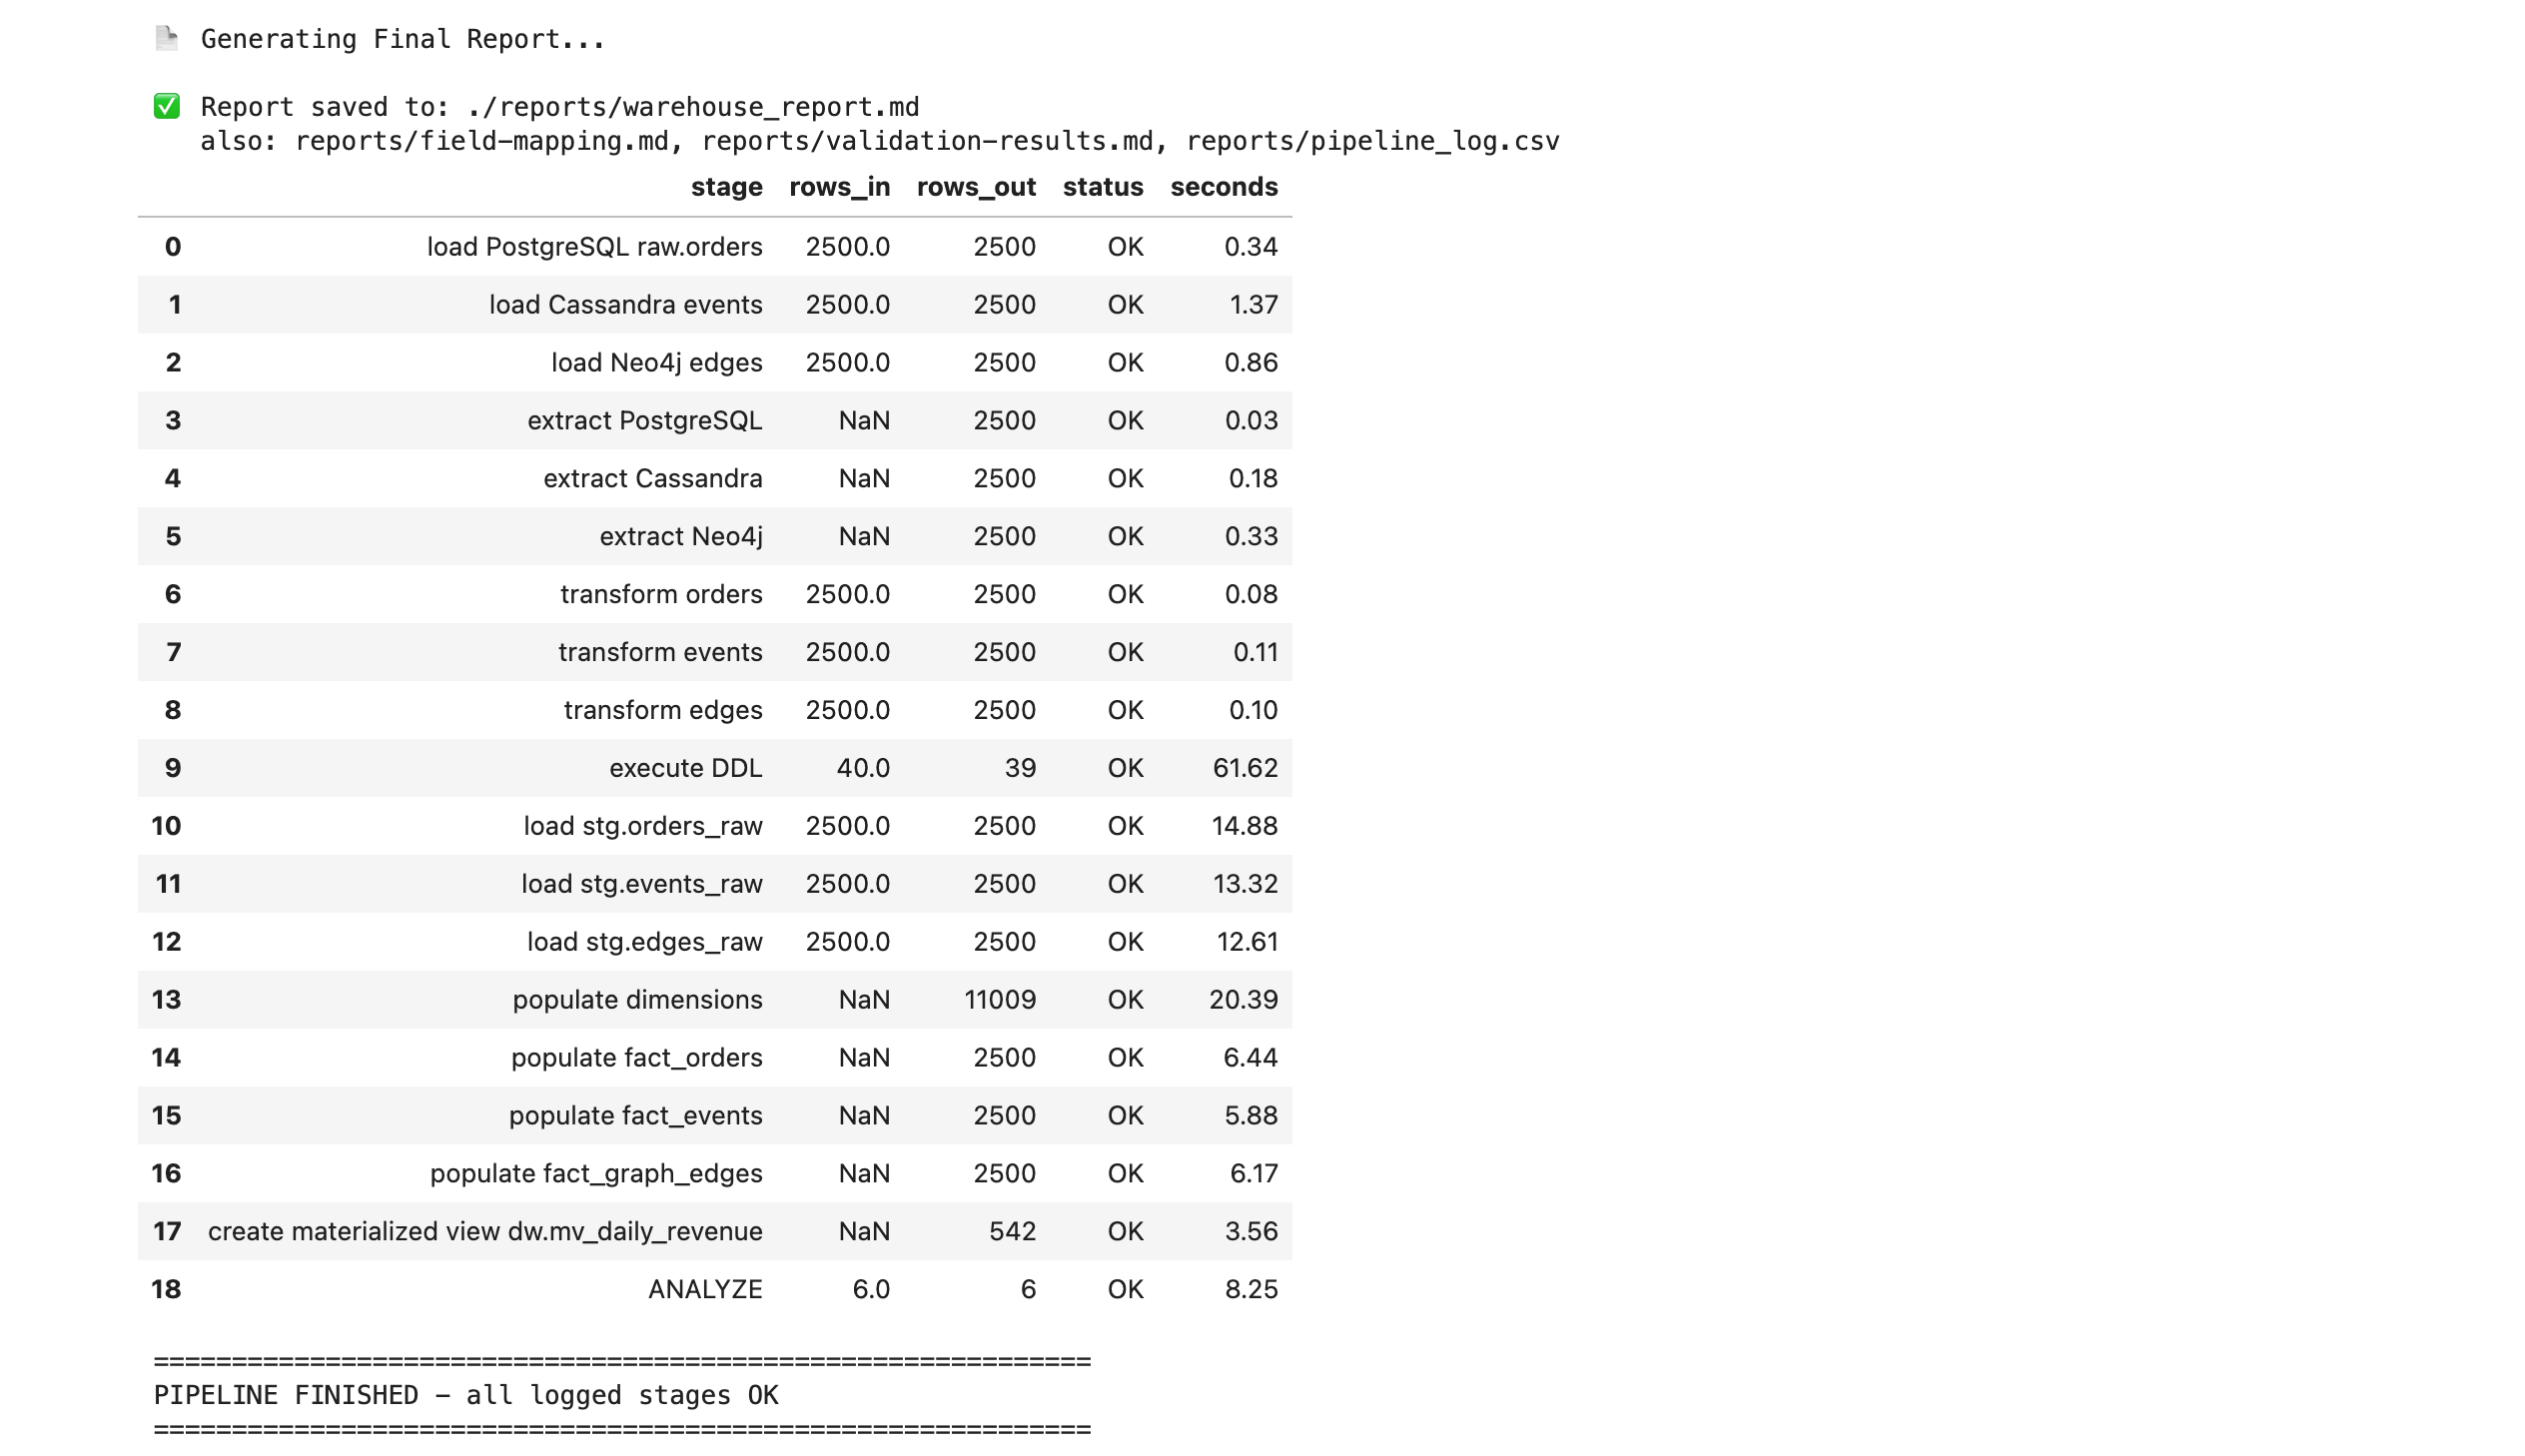 Generating Final Report...
✅ Report saved to: ./reports/warehouse_report.md
also: reports/field-mapping.md, reports/validation-results.md, reports/pipeline_log.csv
stage rows_in rows_out status seconds
0 load PostgreSQL raw.orders 2500.0 2500 OK 0.34
1 load Cassandra events 2500.0 2500 OK 1.37
2 load Neo4j edges 2500.0 2500 OK 0.86
3 extract PostgreSQL NaN 2500 OK 0.03
4 extract Cassandra NaN 2500 OK 0.18
5 extract Neo4j NaN 2500 OK 0.33
6 transform orders 2500.0 2500 OK 0.08
7 transform events 2500.0 2500 OK 0.11
8 transform edges 2500.0 2500 OK 0.10
9 execute DDL 40.0 39 OK 61.62
10 load stg.orders_raw 2500.0 2500 OK 14.88
11 load stg.events_raw 2500.0 2500 OK 13.32
12 load stg.edges_raw 2500.0 2500 OK 12.61
13 populate dimensions NaN 11009 OK 20.39
14 populate fact_orders NaN 2500 OK 6.44
15 populate fact_events NaN 2500 OK 5.88
16 populate fact_graph_edges NaN 2500 OK 6.17
17 create materialized view dw.mv_daily_revenue NaN 542 OK 3.56
18 ANALYZE 6.0 6 OK 8.25
============================================================
PIPELINE FINISHED – all logged stages OK
============================================================